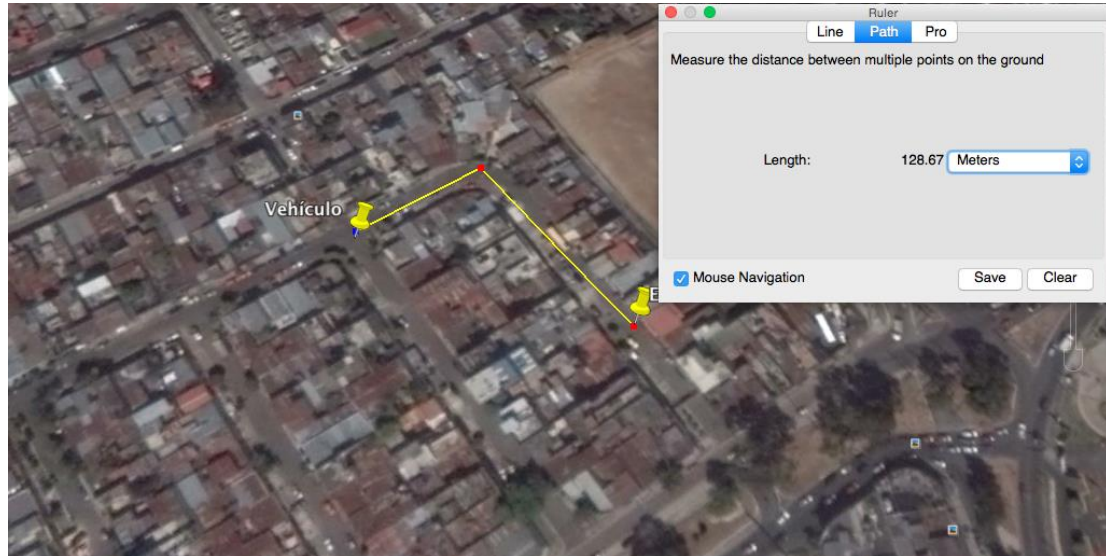 Ruler
Line Path Pro
Measure the distance between multiple points on the ground
Length: 128.67 Meters
Mouse Navigation Save Clear
Vehículo